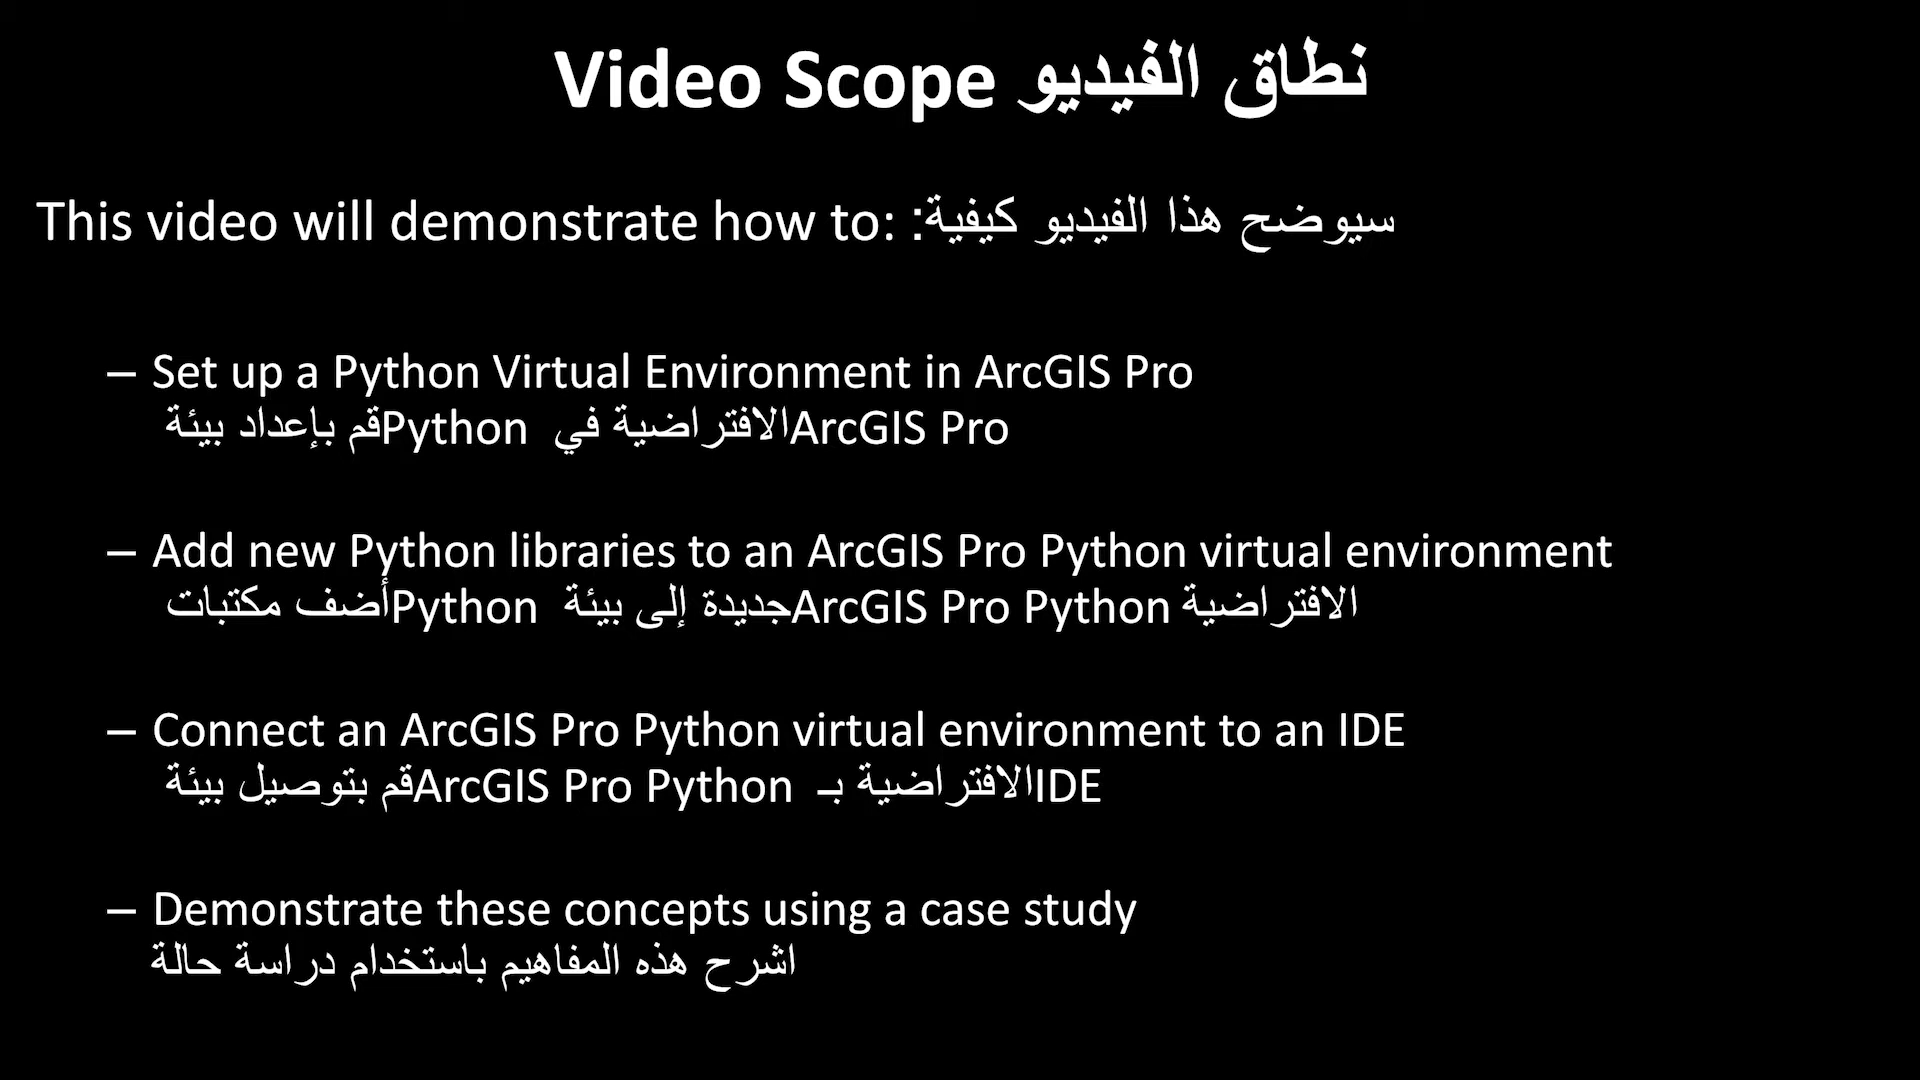 Video Scope نطاق الفيديو
This video will demonstrate how to: سيوضح هذا الفيديو كيفية:
– Set up a Python Virtual Environment in ArcGIS Pro
قم بإعداد بيئة Python الافتراضية في ArcGIS Pro
– Add new Python libraries to an ArcGIS Pro Python virtual environment
أضف مكتبات Python جديدة إلى بيئة ArcGIS Pro Python الافتراضية
– Connect an ArcGIS Pro Python virtual environment to an IDE
قم بتوصيل بيئة ArcGIS Pro Python الافتراضية بـ IDE
– Demonstrate these concepts using a case study
اشرح هذه المفاهيم باستخدام دراسة حالة